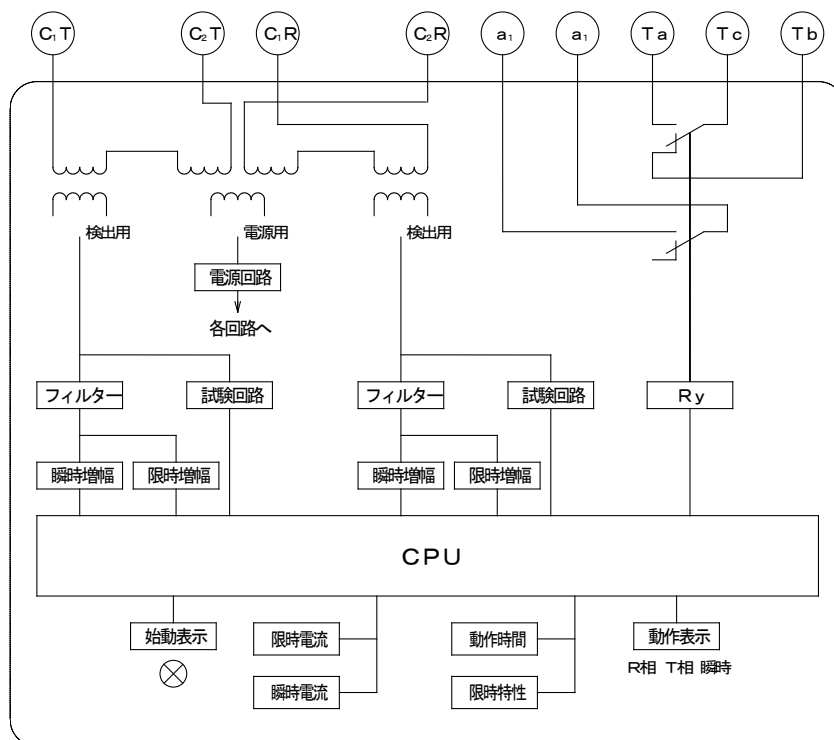 C₁T C₂T C₁R C₂R a₁ a₁ Ta Tc Tb
検出用 電源用 検出用
電源回路
各回路へ
フィルター 試験回路 フィルター 試験回路 Ry
瞬時増幅 限時増幅 瞬時増幅 限時増幅
CPU
始動表示 限時電流 動作時間 動作表示
R相 T相 瞬時
瞬時電流 限時特性